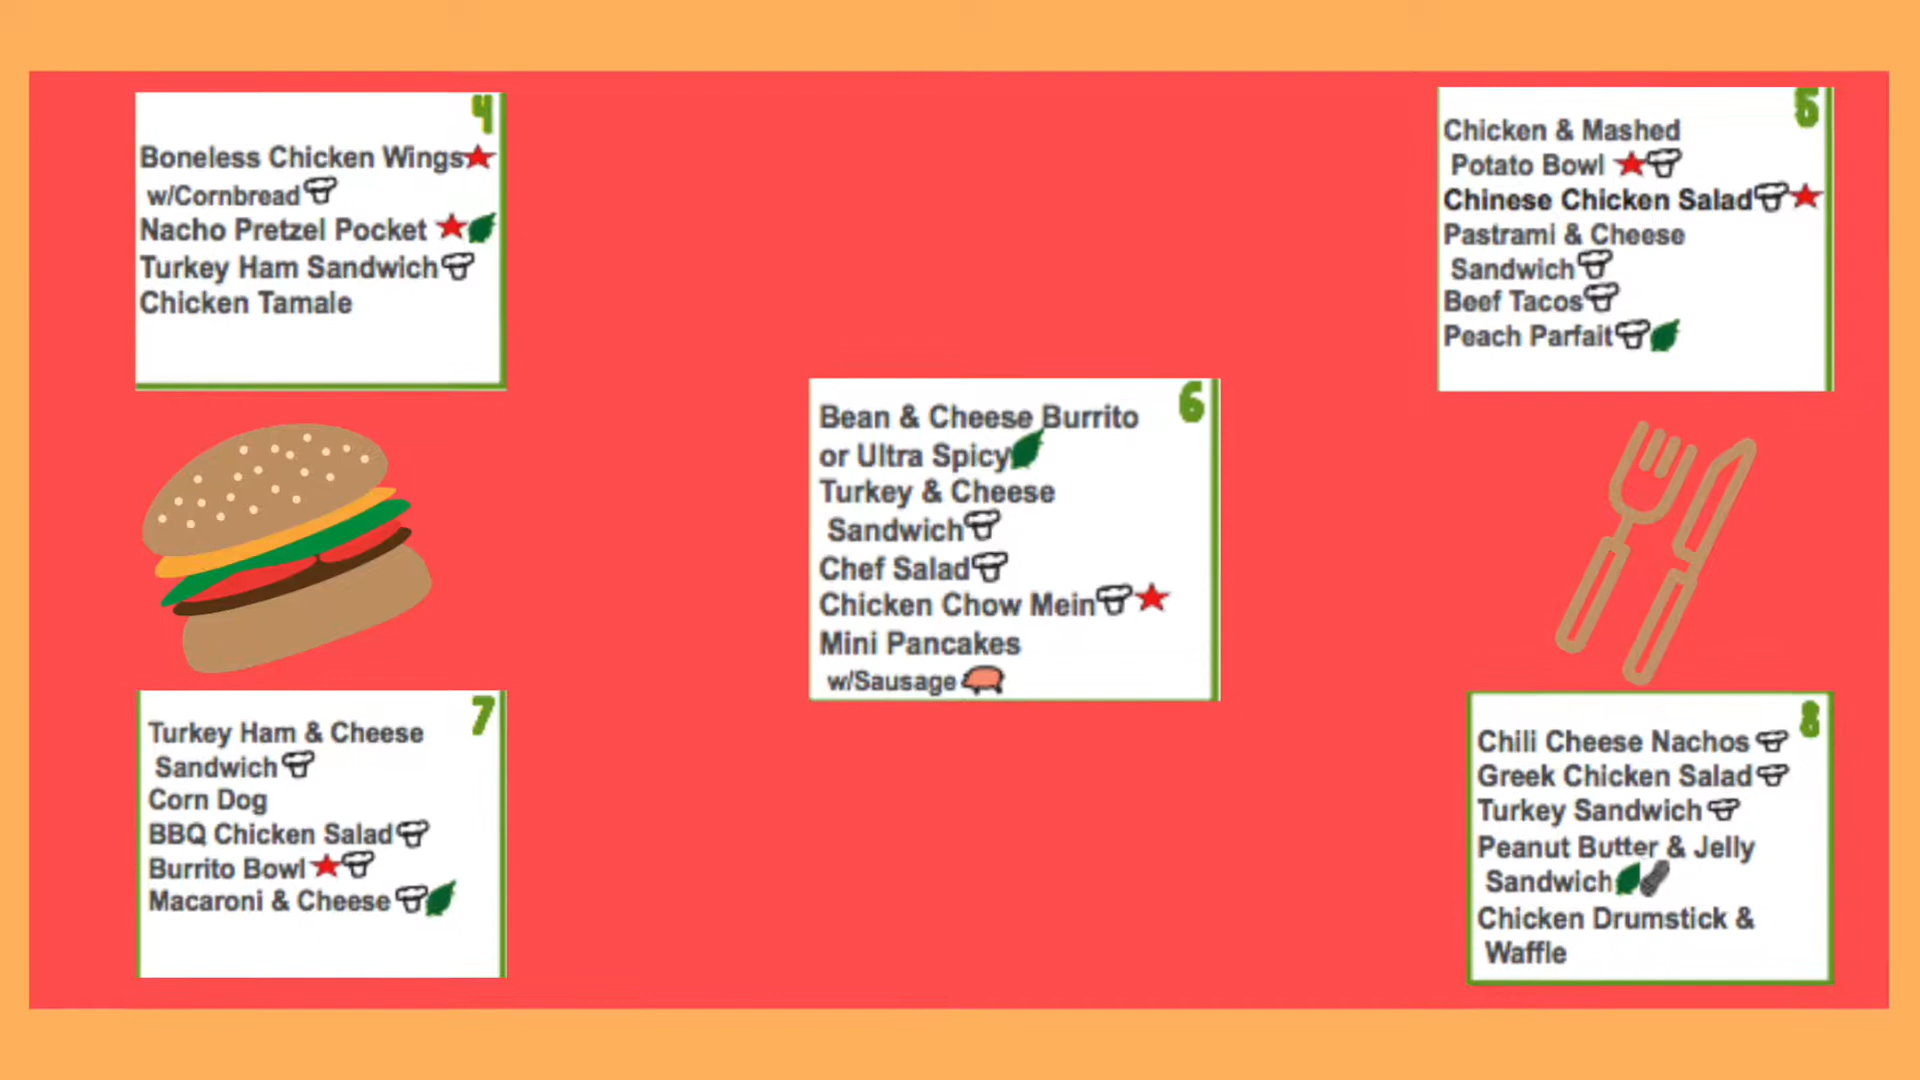 4
Boneless Chicken Wings
w/Cornbread
Nacho Pretzel Pocket
Turkey Ham Sandwich
Chicken Tamale
5
Chicken & Mashed
Potato Bowl
Chinese Chicken Salad
Pastrami & Cheese
Sandwich
Beef Tacos
Peach Parfait
6
Bean & Cheese Burrito
or Ultra Spicy
Turkey & Cheese
Sandwich
Chef Salad
Chicken Chow Mein
Mini Pancakes
w/Sausage
7
Turkey Ham & Cheese
Sandwich
Corn Dog
BBQ Chicken Salad
Burrito Bowl
Macaroni & Cheese
8
Chili Cheese Nachos
Greek Chicken Salad
Turkey Sandwich
Peanut Butter & Jelly
Sandwich
Chicken Drumstick &
Waffle